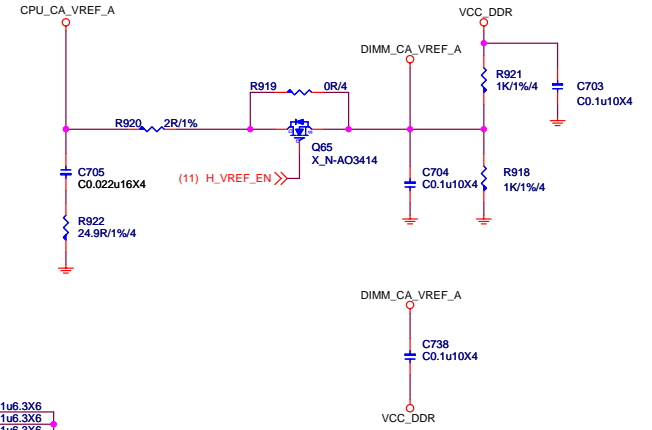 CPU_CA_VREF_A
VCC_DDR
DIMM_CA_VREF_A
R919
0R/4
R921
1K/1%/4
C703
C0.1u10X4
R920
2R/1%
Q65
X_N-AO3414
C705
C0.022u16X4
(11) H_VREF_EN
C704
C0.1u10X4
R918
1K/1%/4
R922
24.9R/1%/4
DIMM_CA_VREF_A
C738
C0.1u10X4
VCC_DDR
1u6.3X6
1u6.3X6
1u6.3X6